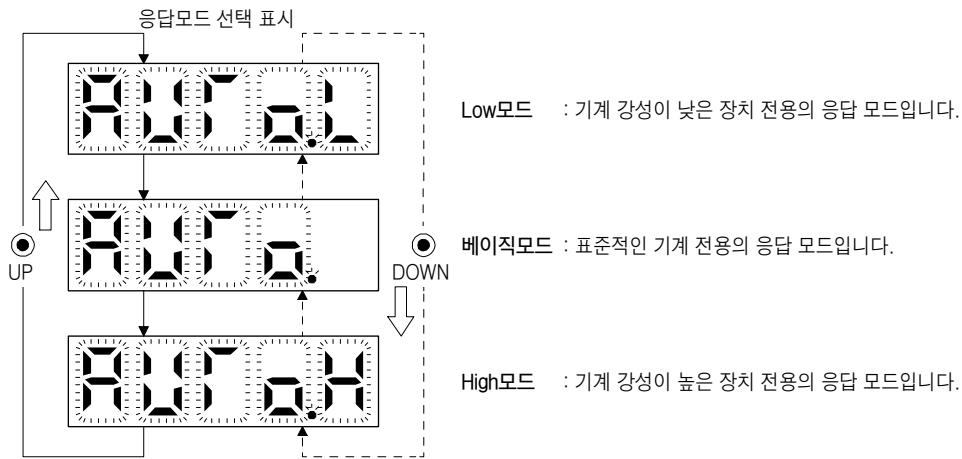 응답모드 선택 표시
AUTo.L
Low모드 : 기계 강성이 낮은 장치 전용의 응답 모드입니다.
AUTo.
베이직모드 : 표준적인 기계 전용의 응답 모드입니다.
UP
DOWN
AUTo.H
High모드 : 기계 강성이 높은 장치 전용의 응답 모드입니다.